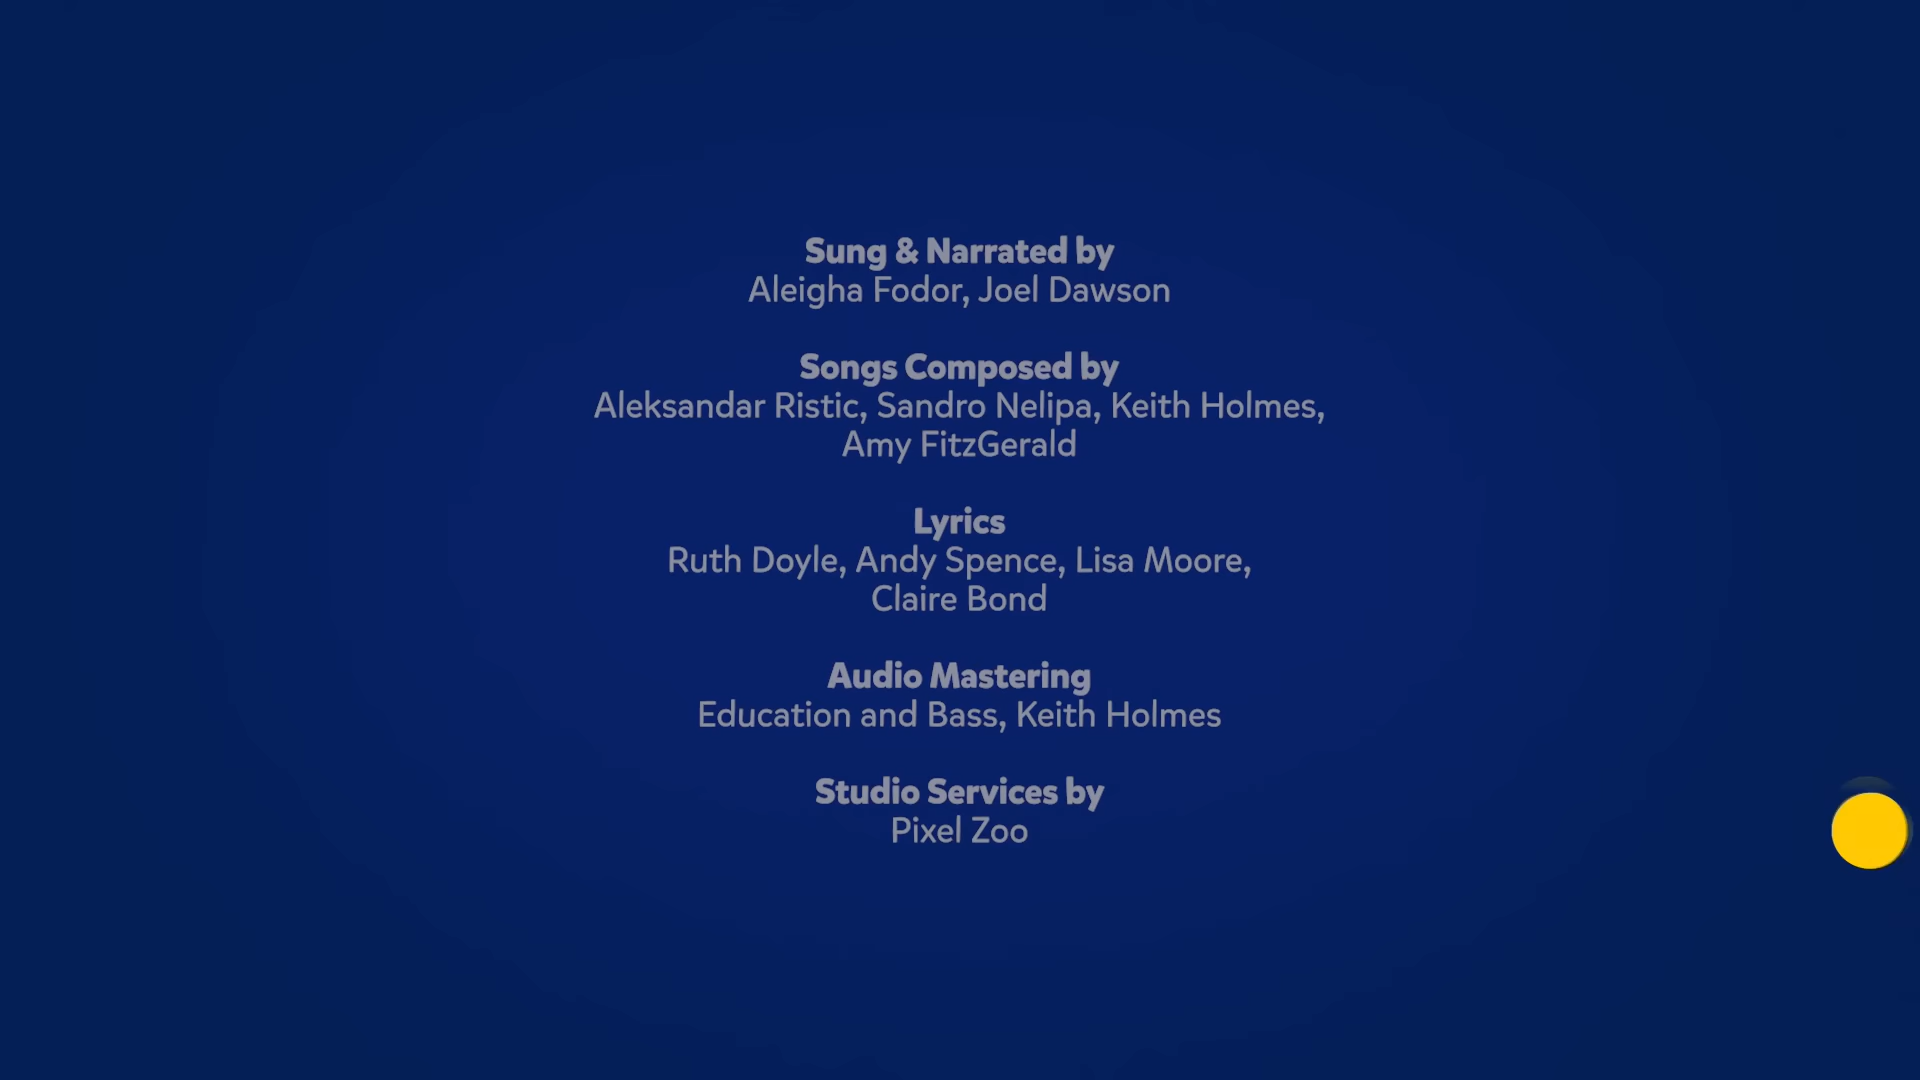 Sung & Narrated by
Aleigha Fodor, Joel Dawson
Songs Composed by
Aleksandar Ristic, Sandro Nelipa, Keith Holmes,
Amy FitzGerald
Lyrics
Ruth Doyle, Andy Spence, Lisa Moore,
Claire Bond
Audio Mastering
Education and Bass, Keith Holmes
Studio Services by
Pixel Zoo